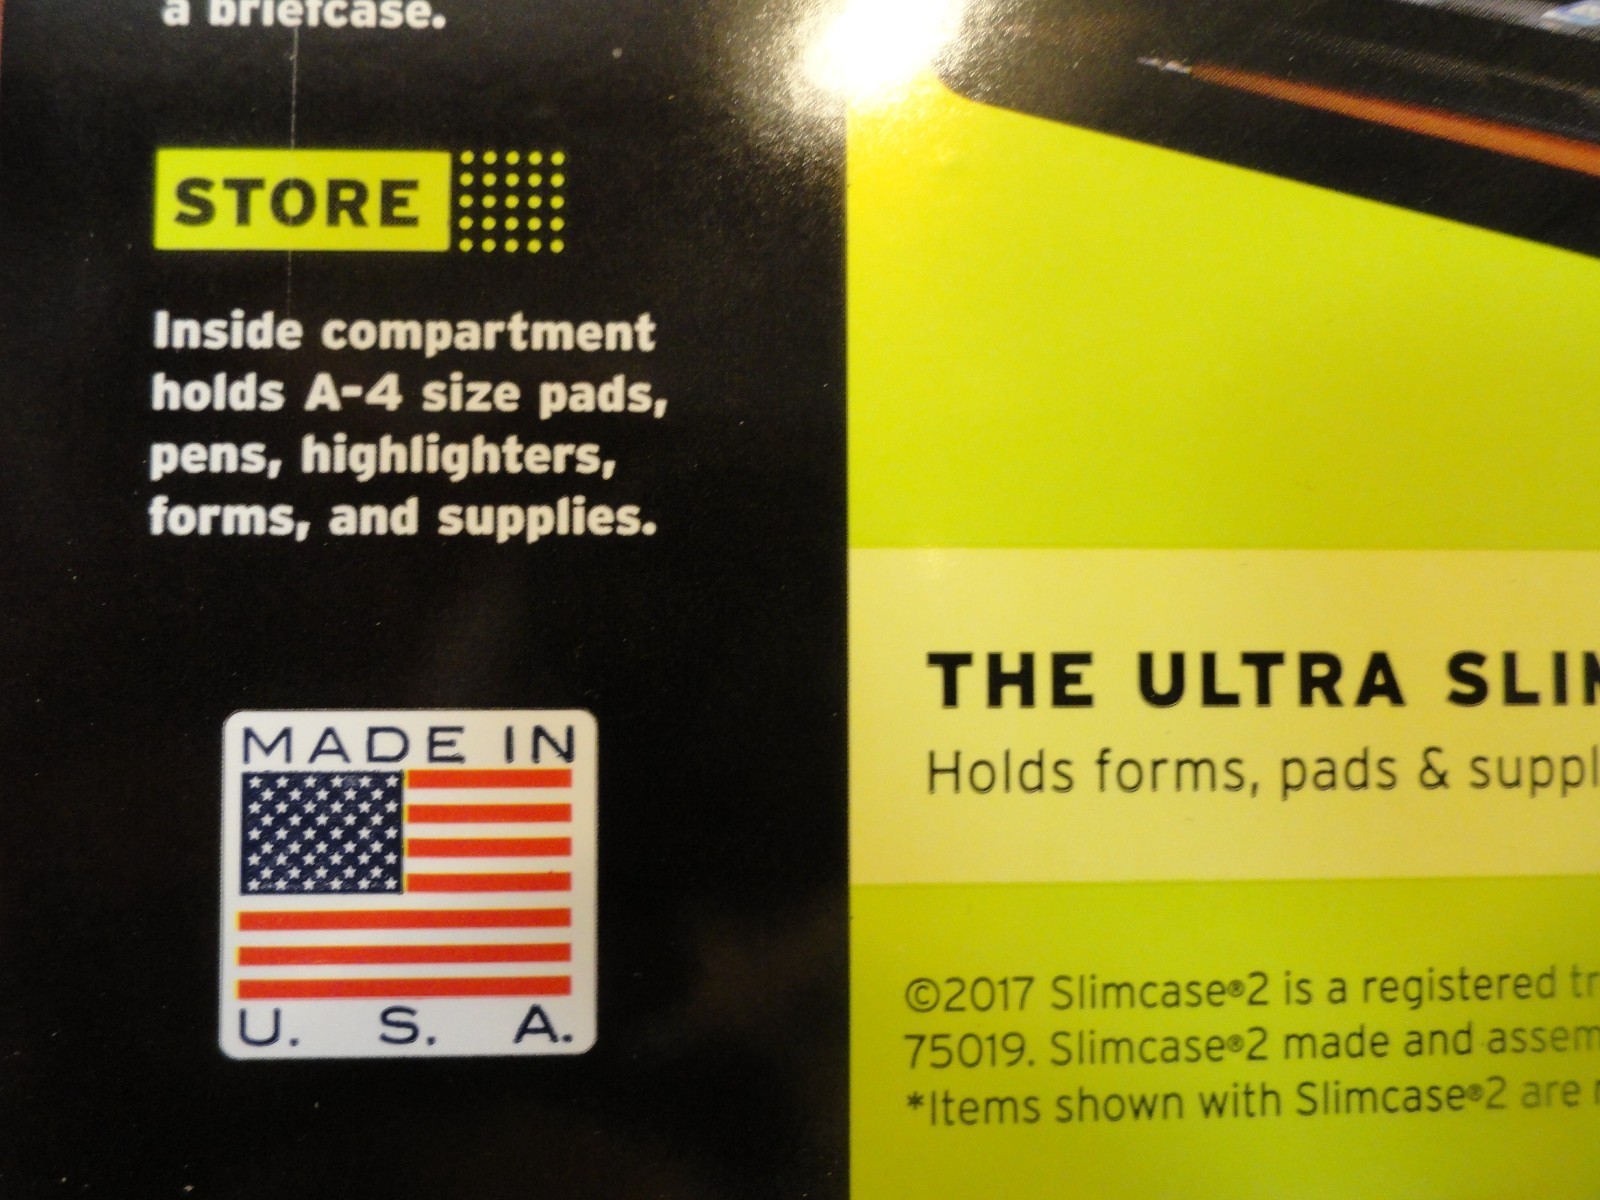 a briefcase.
STORE
Inside compartment
holds A-4 size pads,
pens, highlighters,
forms, and supplies.
MADE IN
U. S. A.
THE ULTRA SLIM
Holds forms, pads & suppl
©2017 Slimcase®2 is a registered tr
75019. Slimcase®2 made and assem
*Items shown with Slimcase®2 are